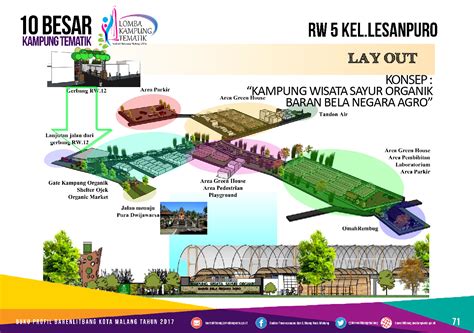 10 BESAR
KAMPUNG TEMATIK
LOMBA
KAMPUNG
TEMATIK
RW 5 KEL.LESANPURO
LAY OUT
KONSEP :
“KAMPUNG WISATA SAYUR ORGANIK
BARAN BELA NEGARA AGRO”
Gerbang RW.12
Area Parkir
Area Green House
Tandon Air
Lanjutan jalan dari
gerbang RW.12
Area Green House
Area Pembibitan
Laboratorium
Area Parkir
Gate Kampung Organik
Shelter Ojek
Organic Market
Area Green House
Area Pedestrian
Playground
Jalan menuju
Pura Dwijawarsa
OmahRembug
BUKU PROFIL BARENLITBANG KOTA MALANG TAHUN 2017
71